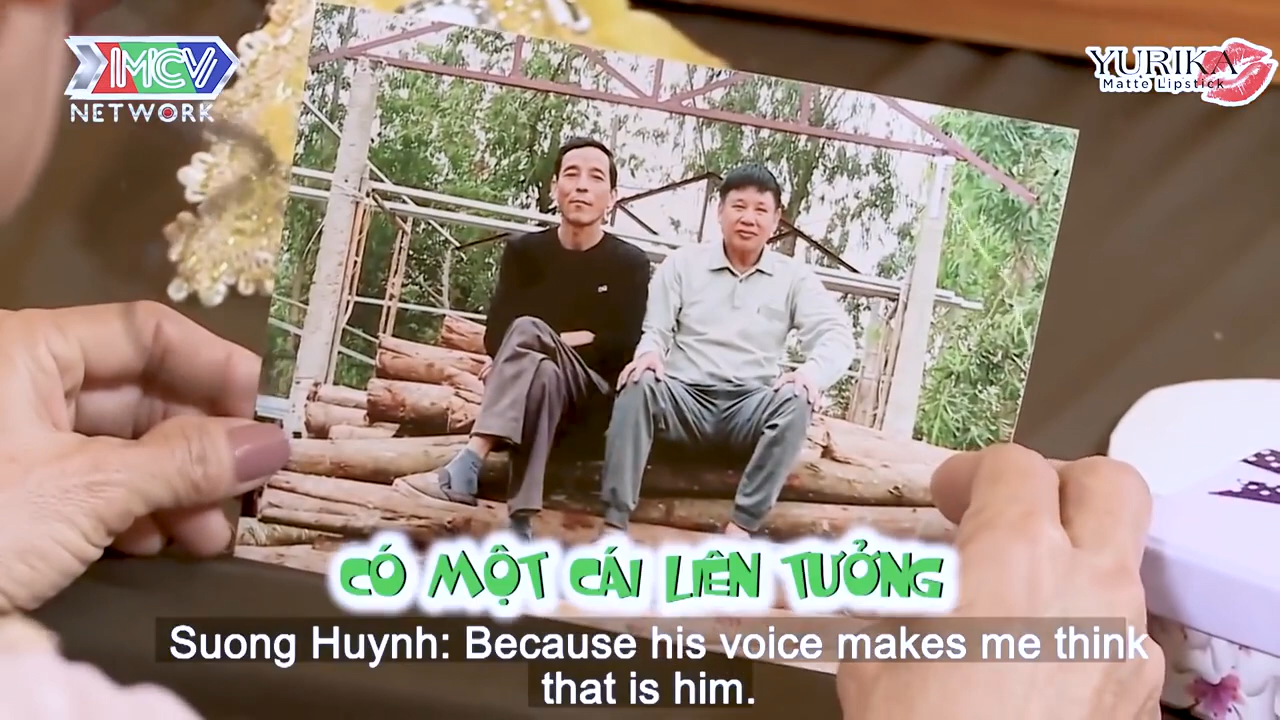 MCV
NETWORK
YURIKA
Matte Lipstick
CÓ MỘT CÁI LIÊN TƯỞNG
Suong Huynh: Because his voice makes me think
that is him.